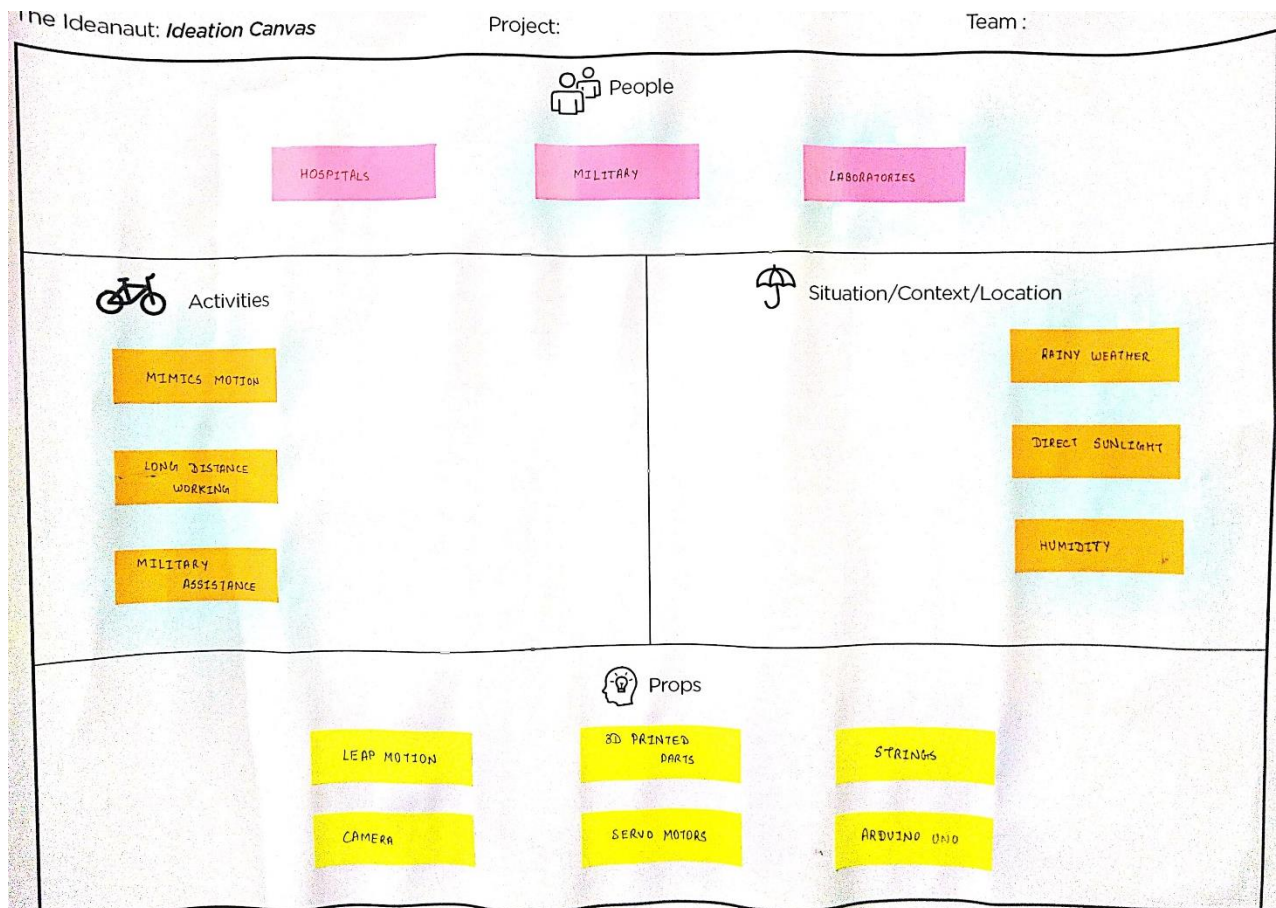 The Ideanaut: Ideation Canvas Project: Team :
People
HOSPITALS MILITARY LABORATORIES
Activities Situation/Context/Location
MIMICS MOTION
LONG DISTANCE
WORKING
MILITARY
ASSISTANCE
RAINY WEATHER
DIRECT SUNLIGHT
HUMIDITY
Props
LEAP MOTION
3D PRINTED
PARTS
STRINGS
CAMERA
SERVO MOTORS
ARDUINO UNO